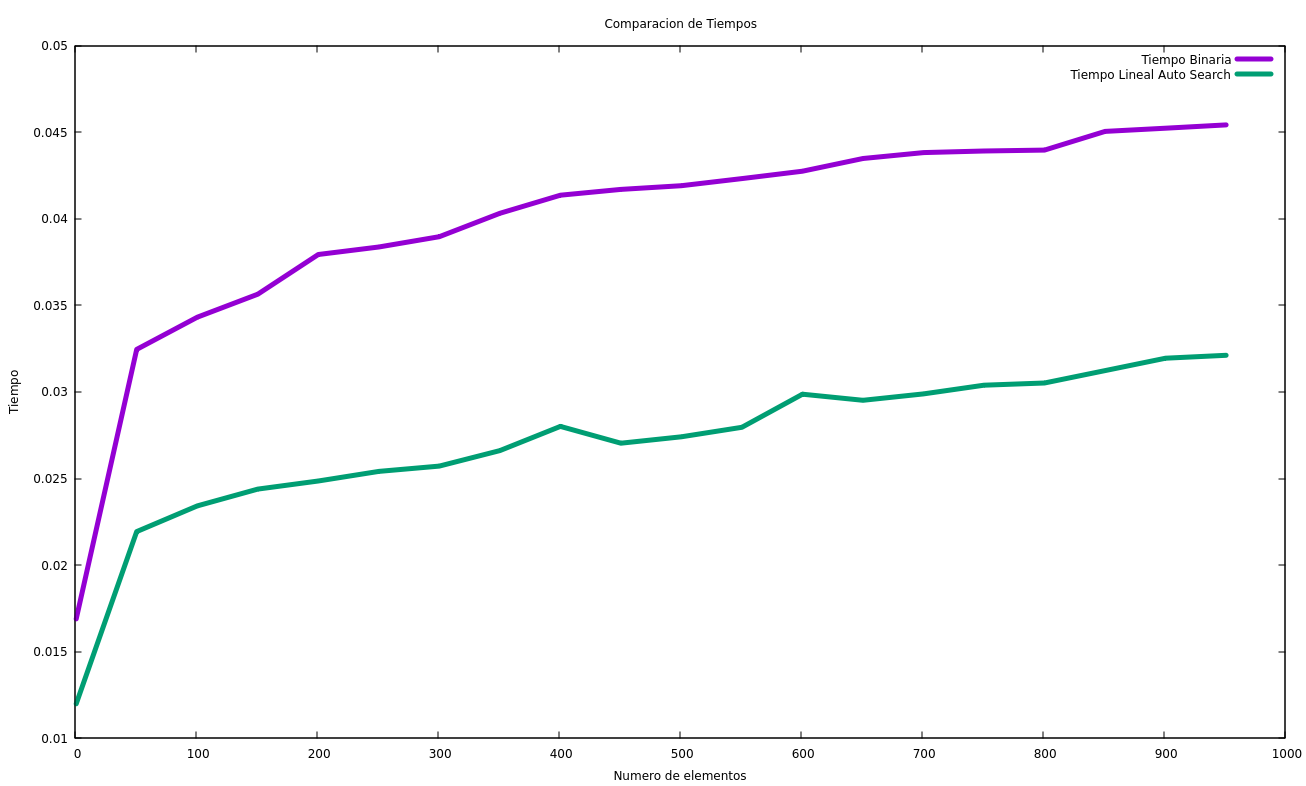 Comparacion de Tiempos
Tiempo Binaria
Tiempo Lineal Auto Search
0.05
0.045
0.04
0.035
0.03
0.025
0.02
0.015
0.01
Tiempo
0 100 200 300 400 500 600 700 800 900 1000
Numero de elementos